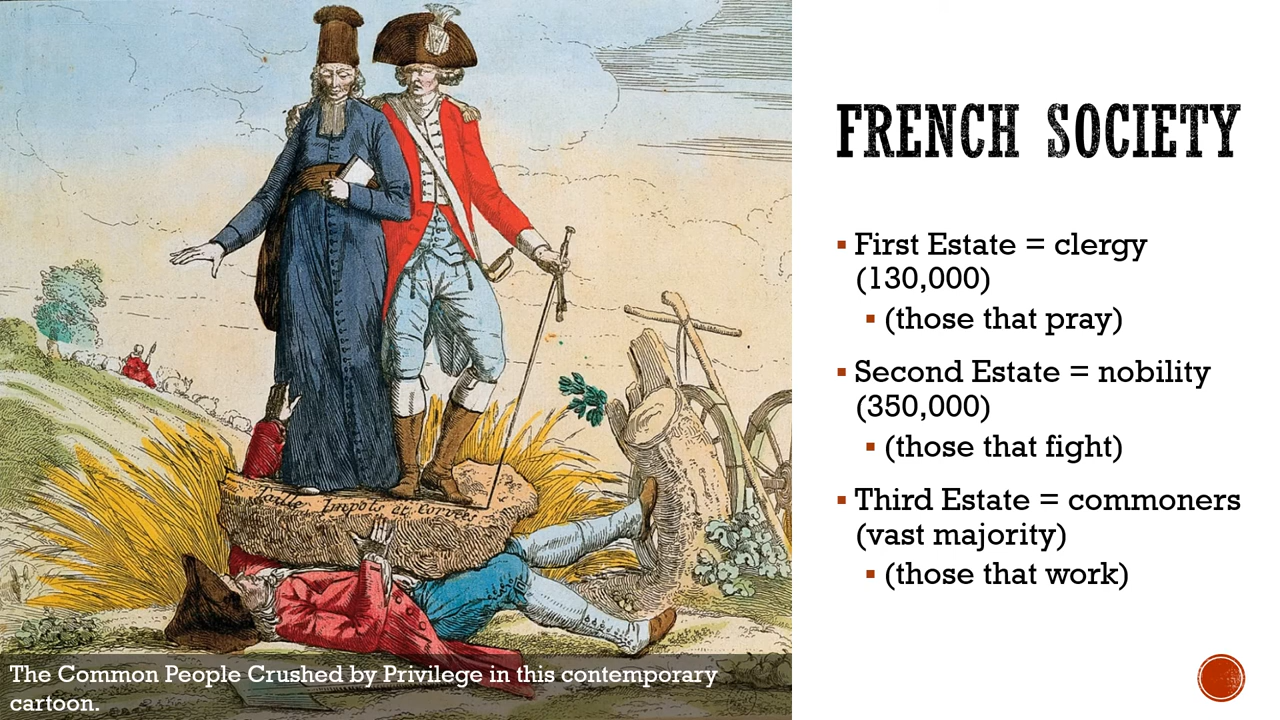 FRENCH SOCIETY
First Estate = clergy
(130,000)
(those that pray)
Second Estate = nobility
(350,000)
(those that fight)
Third Estate = commoners
(vast majority)
(those that work)
taille Impots et Corvées
The Common People Crushed by Privilege in this contemporary
cartoon.